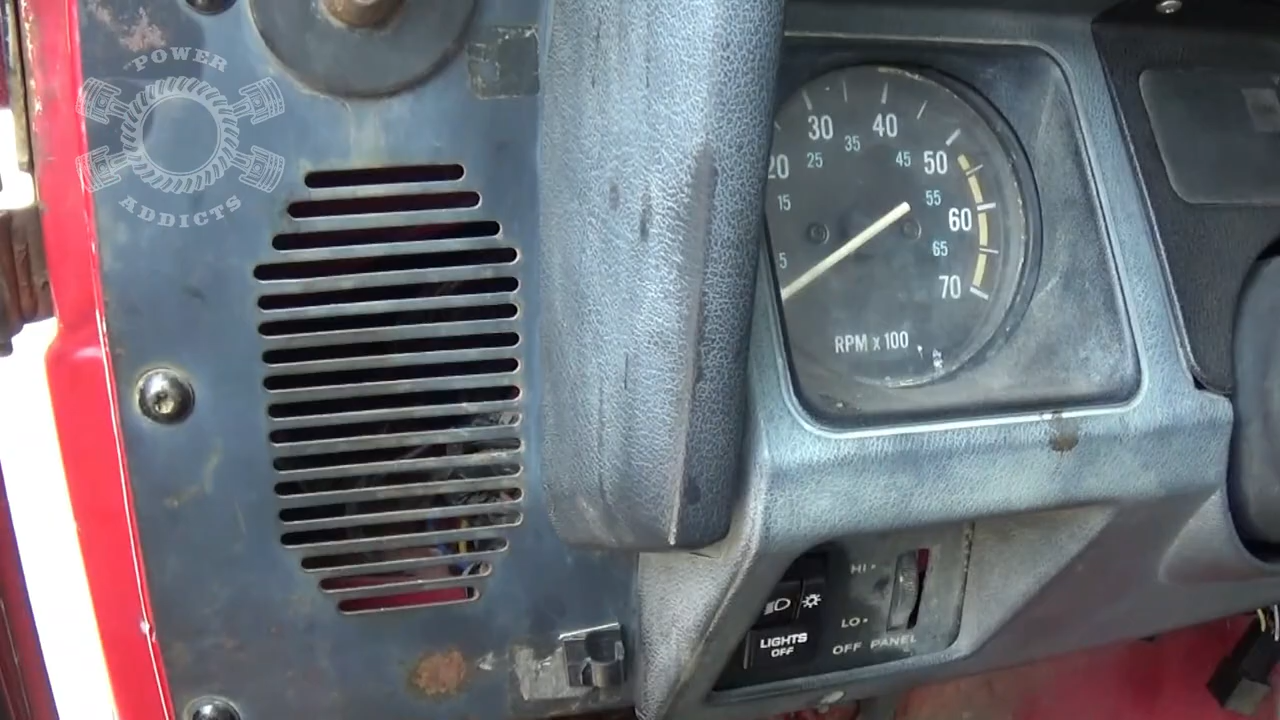 POWER
ADDICTS
30 40
20 25 35 45 50
15 55
60
65
5
70
RPM x 100
HI
LO
LIGHTS
OFF
OFF PANEL